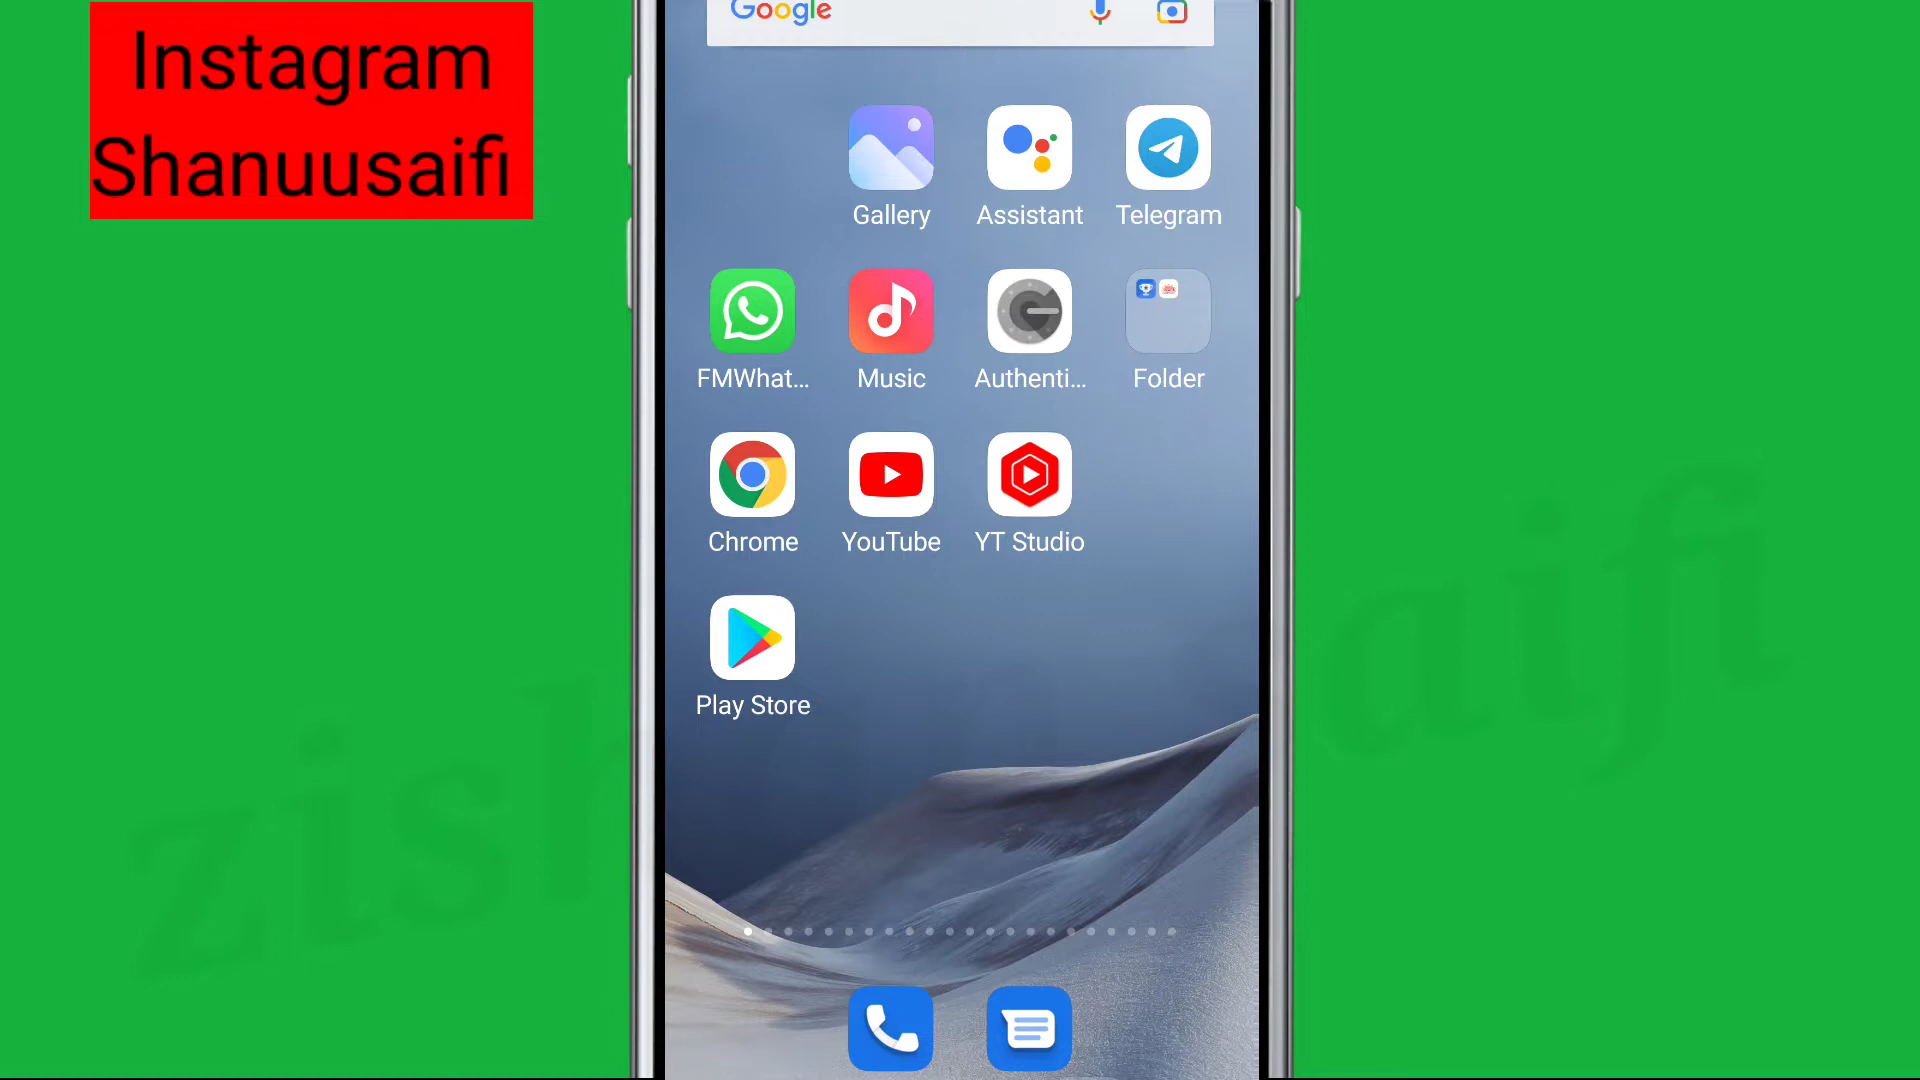 Instagram
Shanuusaifi
Google
Gallery
Assistant
Telegram
FMWhat...
Music
Authenti...
Folder
Chrome
YouTube
YT Studio
Play Store